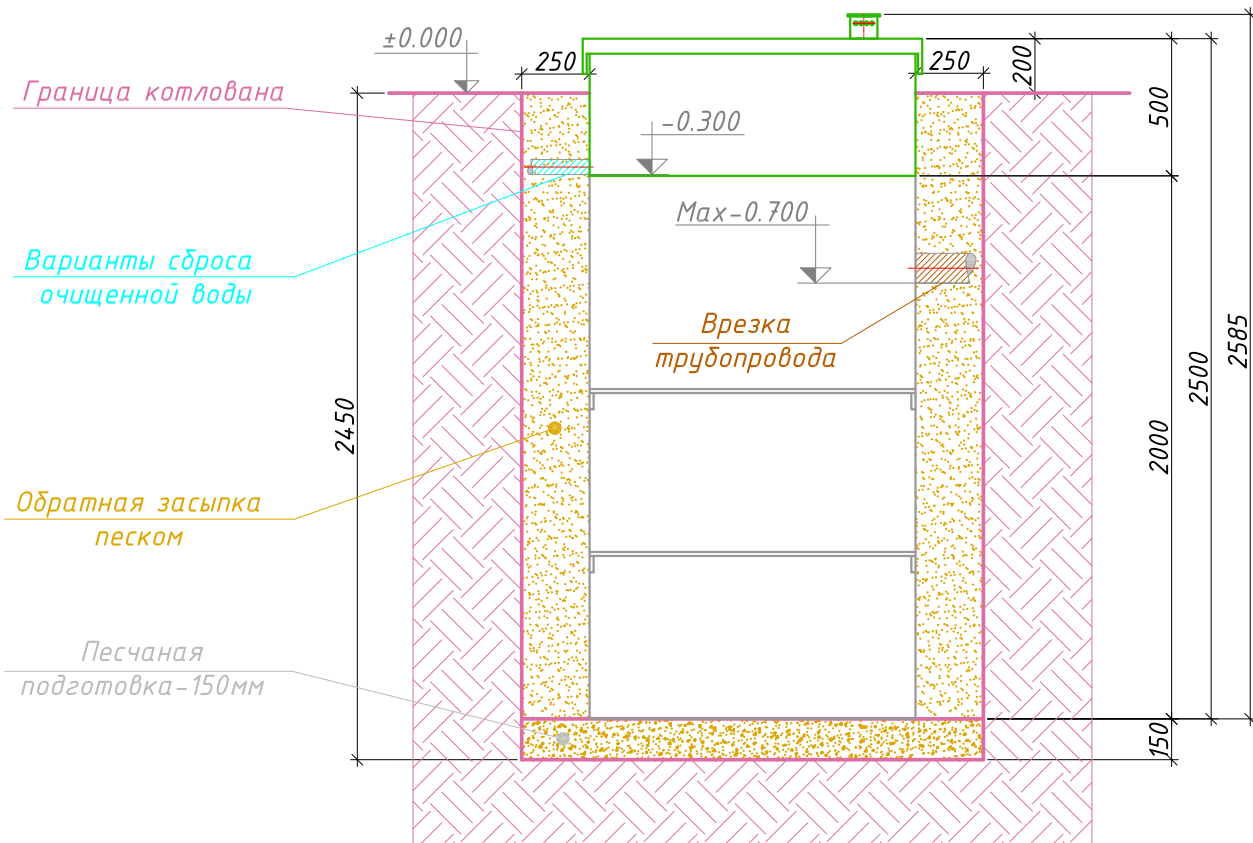 ±0.000
250
250
200
Граница котлована
500
-0.300
Max-0.700
Варианты сброса
очищенной воды
Врезка
трубопровода
2585
2500
2450
2000
Обратная засыпка
песком
Песчаная
подготовка-150мм
150